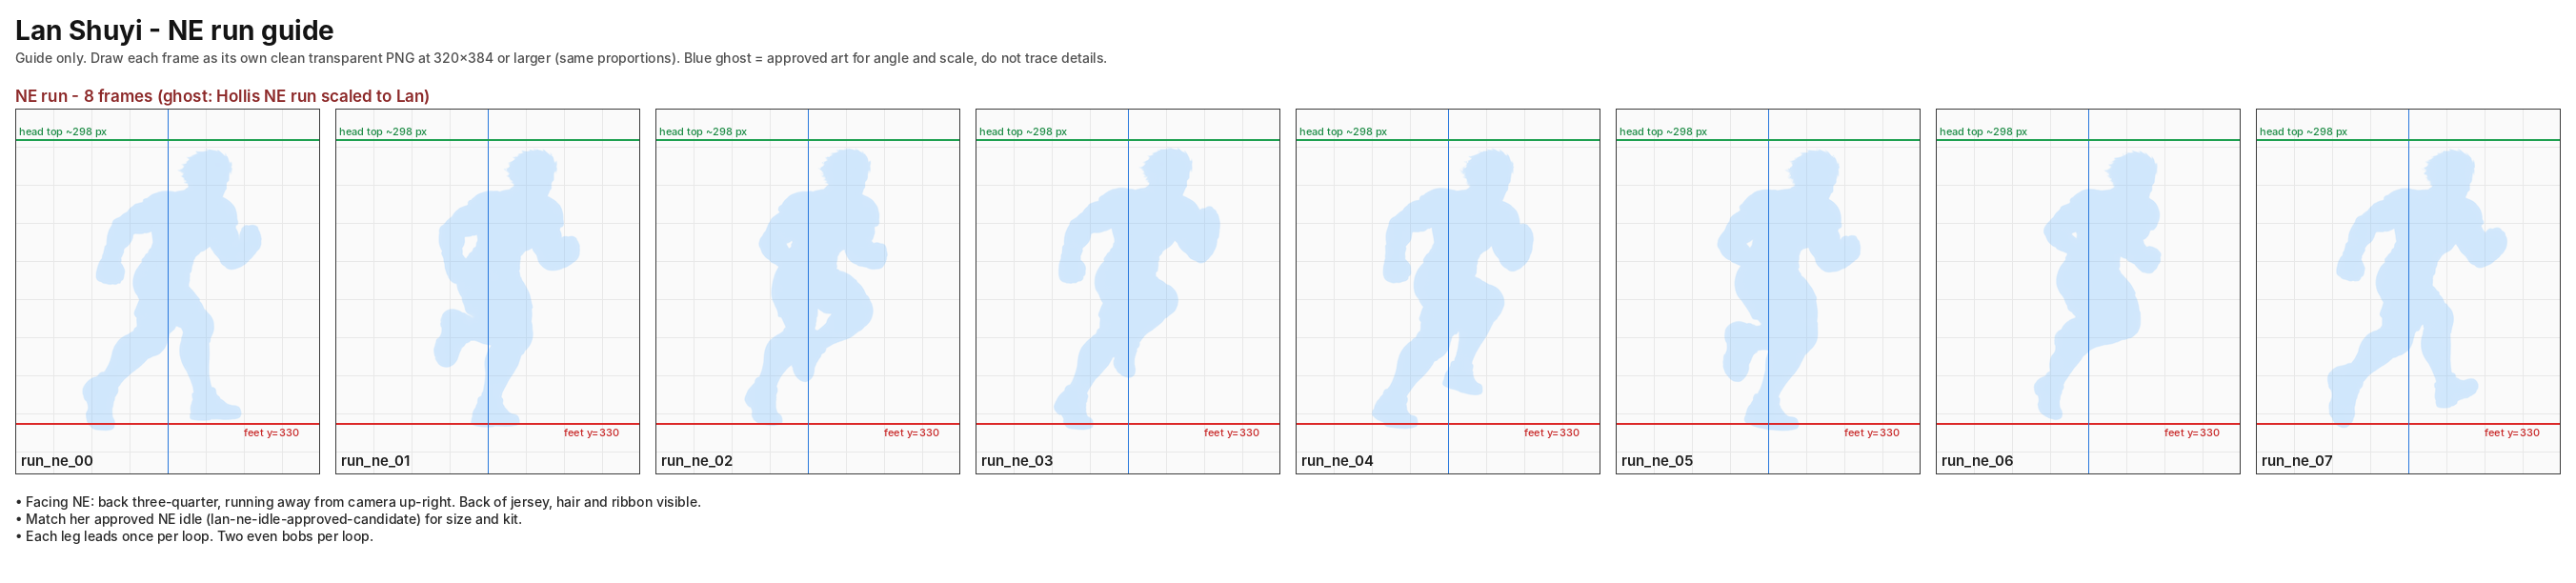 Lan Shuyi - NE run guide
Guide only. Draw each frame as its own clean transparent PNG at 320×384 or larger (same proportions). Blue ghost = approved art for angle and scale, do not trace details.
NE run - 8 frames (ghost: Hollis NE run scaled to Lan)
head top ~298 px
head top ~298 px
head top ~298 px
head top ~298 px
head top ~298 px
head top ~298 px
head top ~298 px
head top ~298 px
feet y=330
feet y=330
feet y=330
feet y=330
feet y=330
feet y=330
feet y=330
feet y=330
run_ne_00
run_ne_01
run_ne_02
run_ne_03
run_ne_04
run_ne_05
run_ne_06
run_ne_07
• Facing NE: back three-quarter, running away from camera up-right. Back of jersey, hair and ribbon visible.
• Match her approved NE idle (lan-ne-idle-approved-candidate) for size and kit.
• Each leg leads once per loop. Two even bobs per loop.